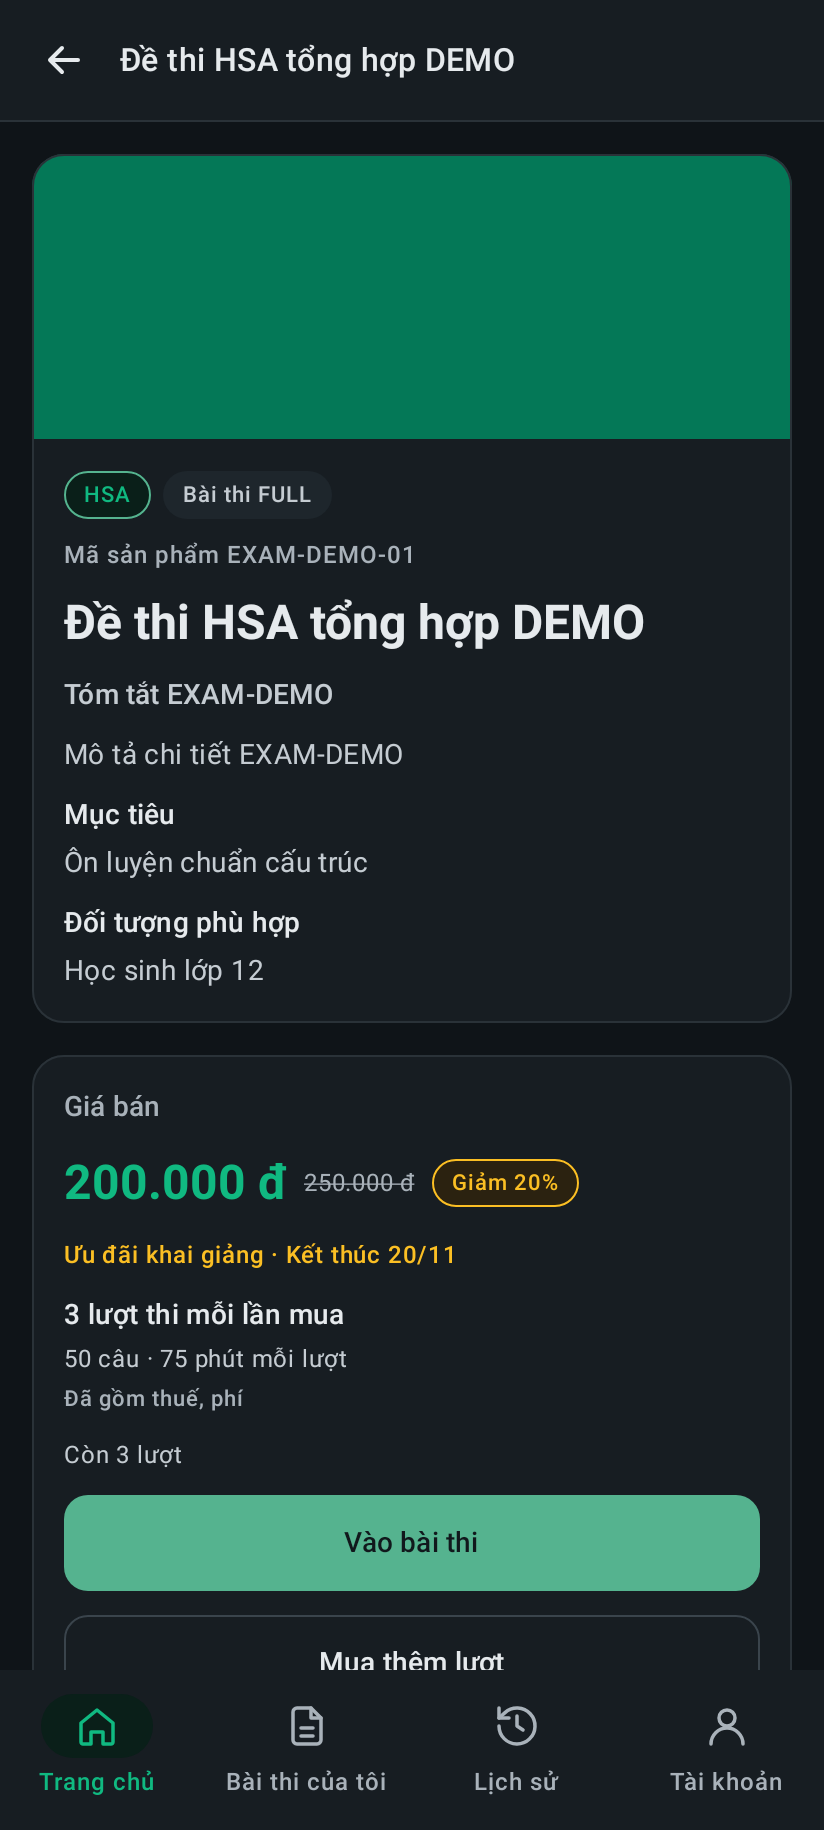 Đề thi HSA tổng hợp DEMO
HSA
Bài thi FULL
Mã sản phẩm EXAM-DEMO-01
Đề thi HSA tổng hợp DEMO
Tóm tắt EXAM-DEMO
Mô tả chi tiết EXAM-DEMO
Mục tiêu
Ôn luyện chuẩn cấu trúc
Đối tượng phù hợp
Học sinh lớp 12
Giá bán
200.000 đ 250.000 đ Giảm 20%
Ưu đãi khai giảng · Kết thúc 20/11
3 lượt thi mỗi lần mua
50 câu · 75 phút mỗi lượt
Đã gồm thuế, phí
Còn 3 lượt
Vào bài thi
Mua thêm lượt
Trang chủ
Bài thi của tôi
Lịch sử
Tài khoản